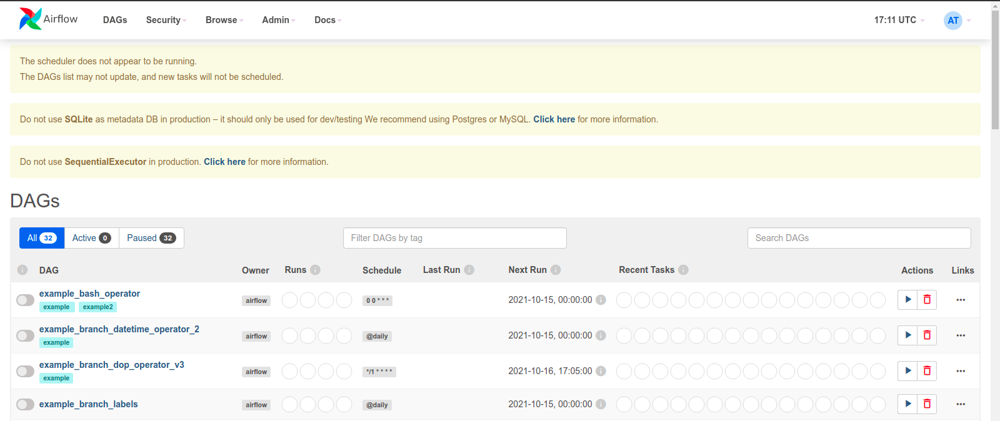 Airflow DAGs Security Browse Admin Docs 17:11 UTC AT
The scheduler does not appear to be running.
The DAGs list may not update, and new tasks will not be scheduled.
Do not use SQLite as metadata DB in production – it should only be used for dev/testing We recommend using Postgres or MySQL. Click here for more information.
Do not use SequentialExecutor in production. Click here for more information.
DAGs
All 32 Active 0 Paused 32 Filter DAGs by tag Search DAGs
i DAG Owner Runs i Schedule Last Run i Next Run i Recent Tasks i Actions Links
example_bash_operator
example example2 airflow 0 0 * * * 2021-10-15, 00:00:00 i
example_branch_datetime_operator_2
example airflow @daily 2021-10-15, 00:00:00 i
example_branch_dop_operator_v3
example airflow */1 * * * * 2021-10-16, 17:05:00 i
example_branch_labels airflow @daily 2021-10-15, 00:00:00 i